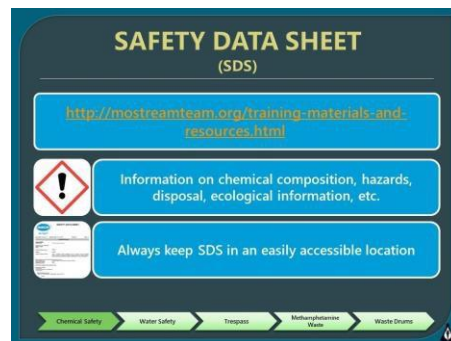 SAFETY DATA SHEET
(SDS)
http://mostreamteam.org/training-materials-and-
resources.html
Information on chemical composition, hazards,
disposal, ecological information, etc.
Always keep SDS in an easily accessible location
Chemical Safety
Water Safety
Trespass
Methamphetamine
Waste
Waste Drums